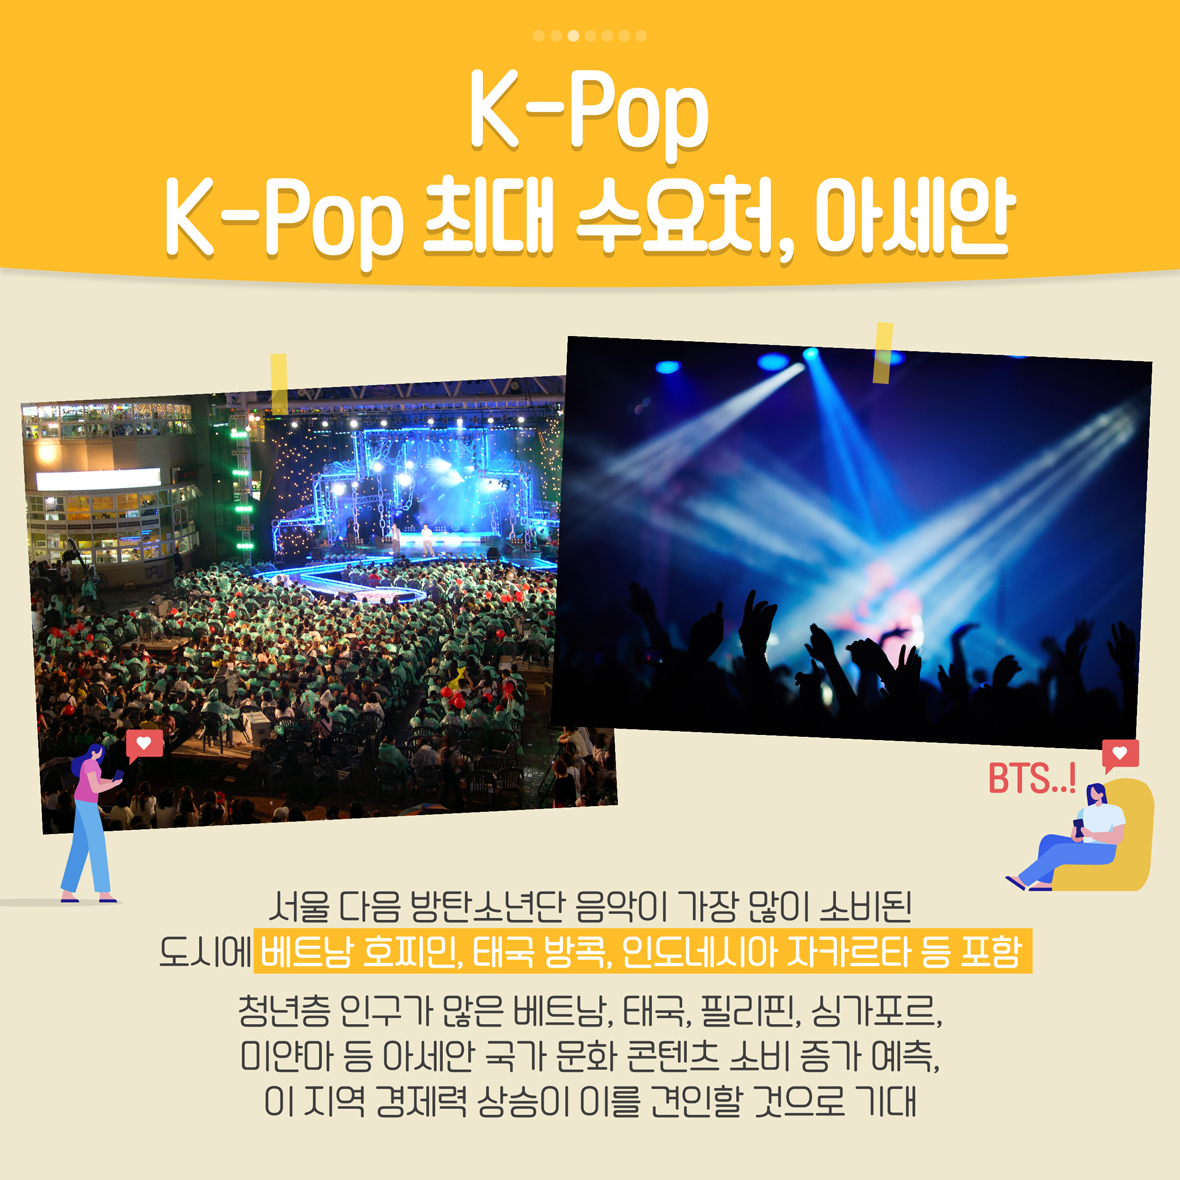 K-Pop
K-Pop 최대 수요처, 아세안
BTS..!
서울 다음 방탄소년단 음악이 가장 많이 소비된
도시에 베트남 호찌민, 태국 방콕, 인도네시아 자카르타 등 포함
청년층 인구가 많은 베트남, 태국, 필리핀, 싱가포르,
미얀마 등 아세안 국가 문화 콘텐츠 소비 증가 예측,
이 지역 경제력 상승이 이를 견인할 것으로 기대